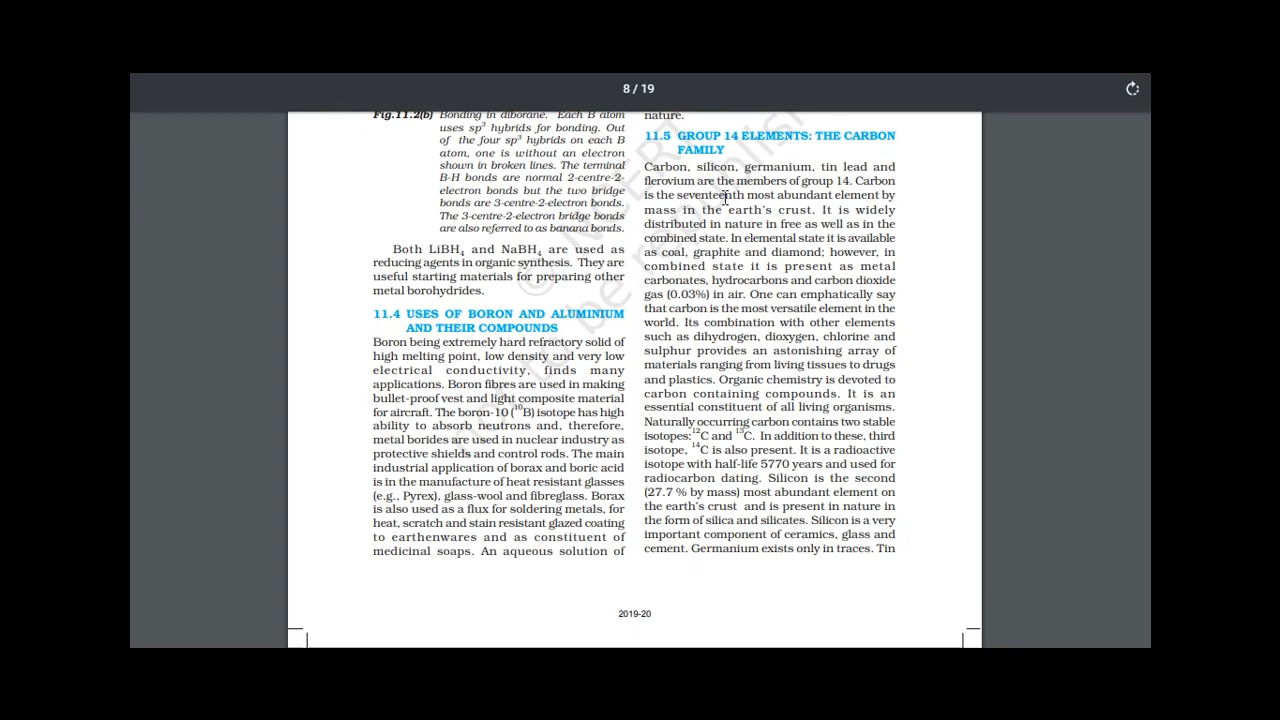 8 / 19
Fig.11.2(b) Bonding in diborane. Each B atom
uses sp³ hybrids for bonding. Out
of the four sp³ hybrids on each B
atom, one is without an electron
shown in broken lines. The terminal
B-H bonds are normal 2-centre-2-
electron bonds but the two bridge
bonds are 3-centre-2-electron bonds.
The 3-centre-2-electron bridge bonds
are also referred to as banana bonds.
Both LiBH₄ and NaBH₄ are used as
reducing agents in organic synthesis. They are
useful starting materials for preparing other
metal borohydrides.
11.4 USES OF BORON AND ALUMINIUM
AND THEIR COMPOUNDS
Boron being extremely hard refractory solid of
high melting point, low density and very low
electrical conductivity, finds many
applications. Boron fibres are used in making
bullet-proof vest and light composite material
for aircraft. The boron-10 (¹⁰B) isotope has high
ability to absorb neutrons and, therefore,
metal borides are used in nuclear industry as
protective shields and control rods. The main
industrial application of borax and boric acid
is in the manufacture of heat resistant glasses
(e.g., Pyrex), glass-wool and fibreglass. Borax
is also used as a flux for soldering metals, for
heat, scratch and stain resistant glazed coating
to earthenwares and as constituent of
medicinal soaps. An aqueous solution of
nature.
11.5 GROUP 14 ELEMENTS: THE CARBON
FAMILY
Carbon, silicon, germanium, tin lead and
flerovium are the members of group 14. Carbon
is the seventeenth most abundant element by
mass in the earth's crust. It is widely
distributed in nature in free as well as in the
combined state. In elemental state it is available
as coal, graphite and diamond; however, in
combined state it is present as metal
carbonates, hydrocarbons and carbon dioxide
gas (0.03%) in air. One can emphatically say
that carbon is the most versatile element in the
world. Its combination with other elements
such as dihydrogen, dioxygen, chlorine and
sulphur provides an astonishing array of
materials ranging from living tissues to drugs
and plastics. Organic chemistry is devoted to
carbon containing compounds. It is an
essential constituent of all living organisms.
Naturally occurring carbon contains two stable
isotopes:¹²C and ¹³C. In addition to these, third
isotope, ¹⁴C is also present. It is a radioactive
isotope with half-life 5770 years and used for
radiocarbon dating. Silicon is the second
(27.7 % by mass) most abundant element on
the earth's crust and is present in nature in
the form of silica and silicates. Silicon is a very
important component of ceramics, glass and
cement. Germanium exists only in traces. Tin
© NCERT
not to be republish
2019-20